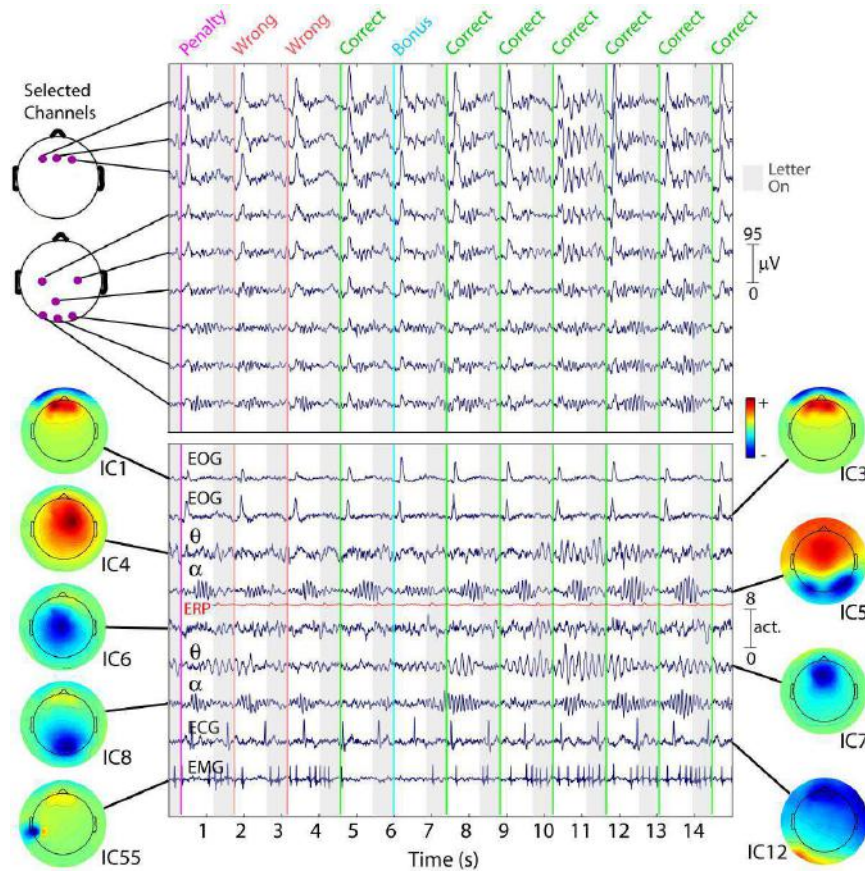 Penalty
Wrong
Wrong
Correct
Bonus
Correct
Correct
Correct
Correct
Correct
Correct
Selected
Channels
Letter
On
95
μV
0
+
-
EOG
IC1
IC3
EOG
θ
IC4
α
IC5
ERP
8
act.
0
IC6
θ
IC7
α
IC8
ECG
EMG
IC55
IC12
1 2 3 4 5 6 7 8 9 10 11 12 13 14
Time (s)